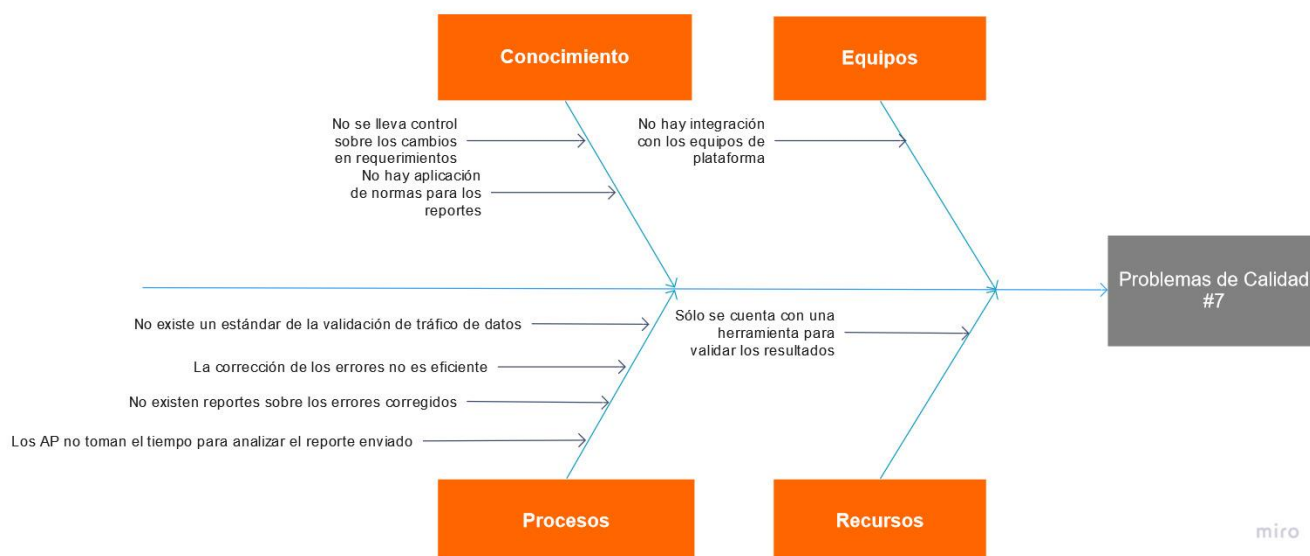 Conocimiento
Equipos
No se lleva control
sobre los cambios
en requerimientos
No hay aplicación
de normas para los
reportes
No hay integración
con los equipos de
plataforma
Problemas de Calidad
#7
No existe un estándar de la validación de tráfico de datos
La corrección de los errores no es eficiente
No existen reportes sobre los errores corregidos
Los AP no toman el tiempo para analizar el reporte enviado
Sólo se cuenta con una
herramienta para
validar los resultados
Procesos
Recursos
miro